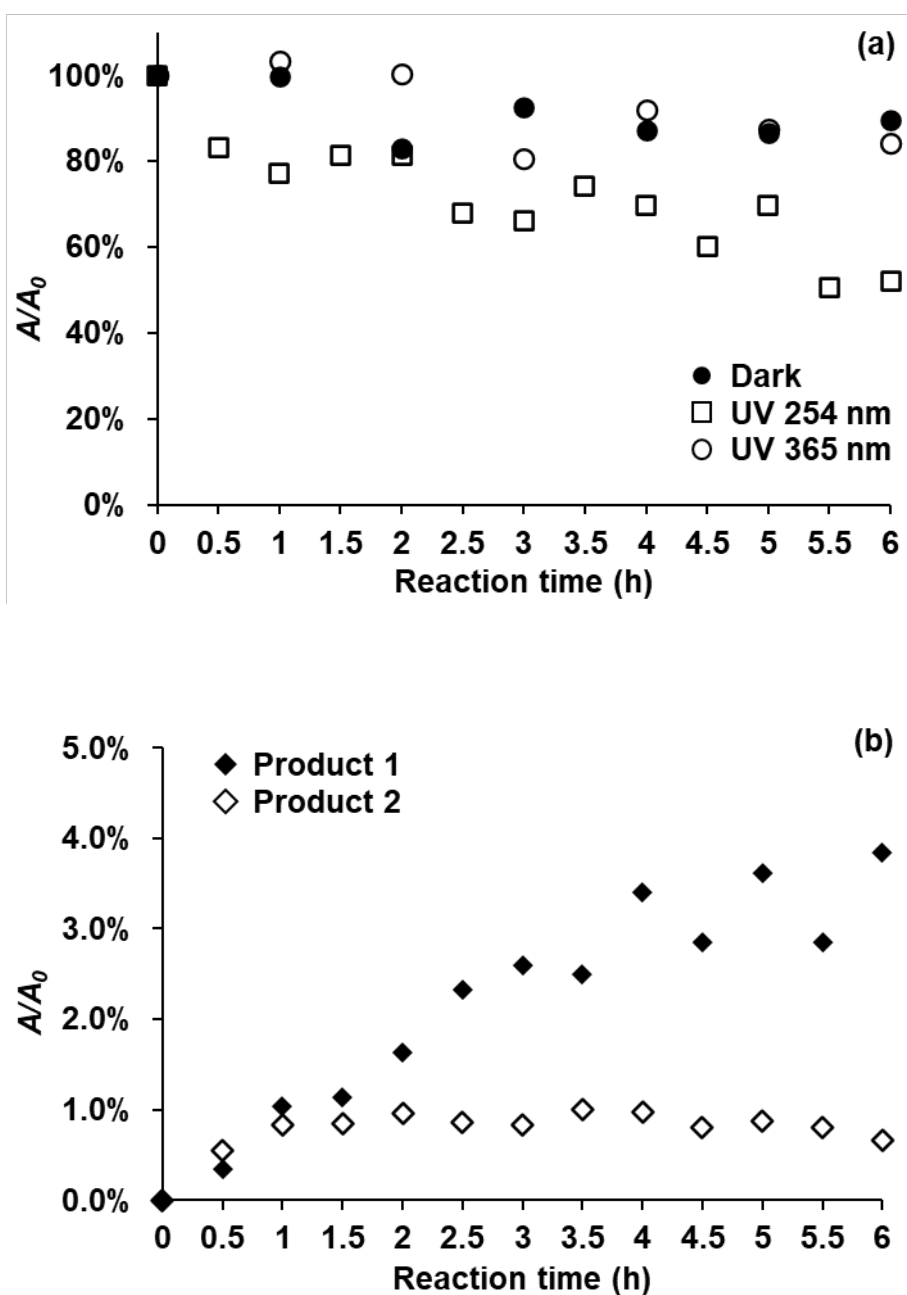 (a)
100%
80%
60%
40%
20%
0%
A/A0
Dark
UV 254 nm
UV 365 nm
0 0.5 1 1.5 2 2.5 3 3.5 4 4.5 5 5.5 6
Reaction time (h)
(b)
5.0%
4.0%
3.0%
2.0%
1.0%
0.0%
A/A0
Product 1
Product 2
0 0.5 1 1.5 2 2.5 3 3.5 4 4.5 5 5.5 6
Reaction time (h)